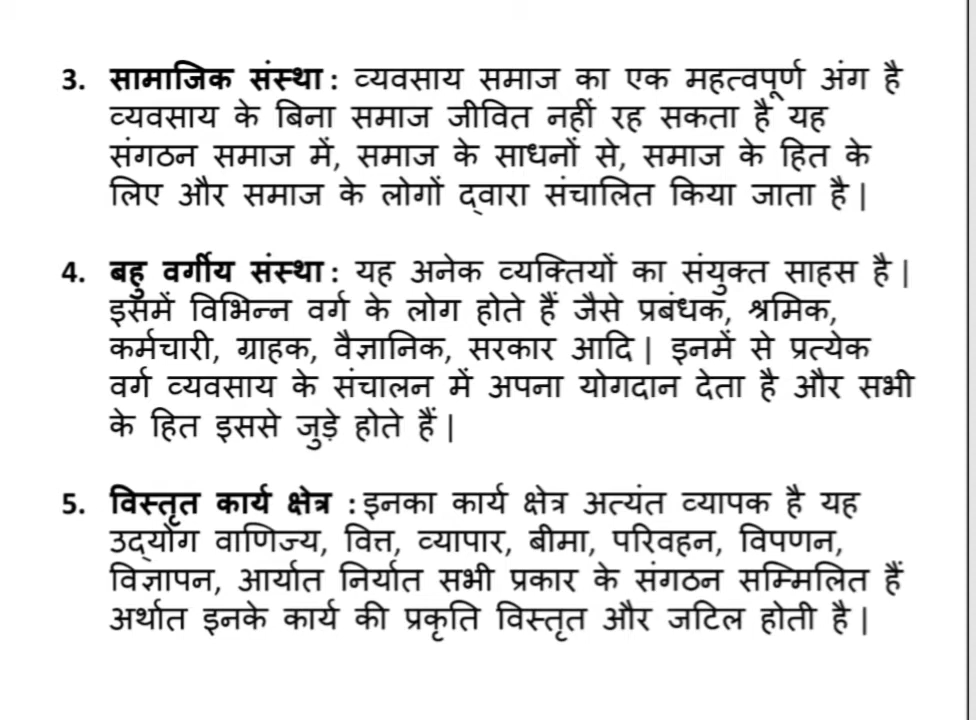 3. सामाजिक संस्था : व्यवसाय समाज का एक महत्वपूर्ण अंग है
व्यवसाय के बिना समाज जीवित नहीं रह सकता है यह
संगठन समाज में, समाज के साधनों से, समाज के हित के
लिए और समाज के लोगों द्वारा संचालित किया जाता है |
4. बहु वर्गीय संस्था : यह अनेक व्यक्तियों का संयुक्त साहस है |
इसमें विभिन्न वर्ग के लोग होते हैं जैसे प्रबंधक, श्रमिक,
कर्मचारी, ग्राहक, वैज्ञानिक, सरकार आदि | इनमें से प्रत्येक
वर्ग व्यवसाय के संचालन में अपना योगदान देता है और सभी
के हित इससे जुड़े होते हैं |
5. विस्तृत कार्य क्षेत्र : इनका कार्य क्षेत्र अत्यंत व्यापक है यह
उद्योग वाणिज्य, वित्त, व्यापार, बीमा, परिवहन, विपणन,
विज्ञापन, आर्यात निर्यात सभी प्रकार के संगठन सम्मिलित हैं
अर्थात इनके कार्य की प्रकृति विस्तृत और जटिल होती है |